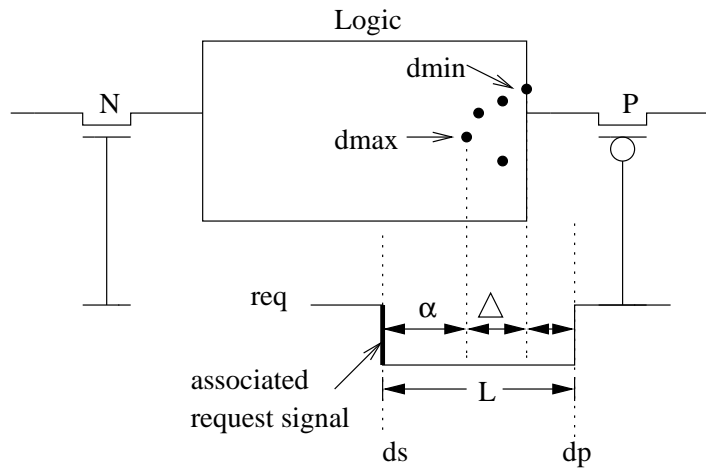 Logic
dmin
N
P
dmax
req
α
△
associated
request signal
L
ds
dp